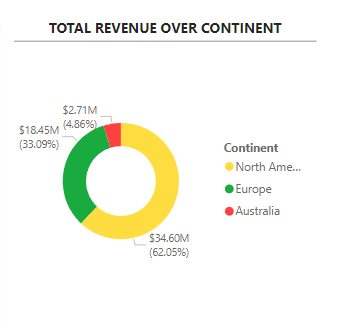 TOTAL REVENUE OVER CONTINENT
$2.71M
(4.86%)
$18.45M
(33.09%)
$34.60M
(62.05%)
Continent
North Ame...
Europe
Australia